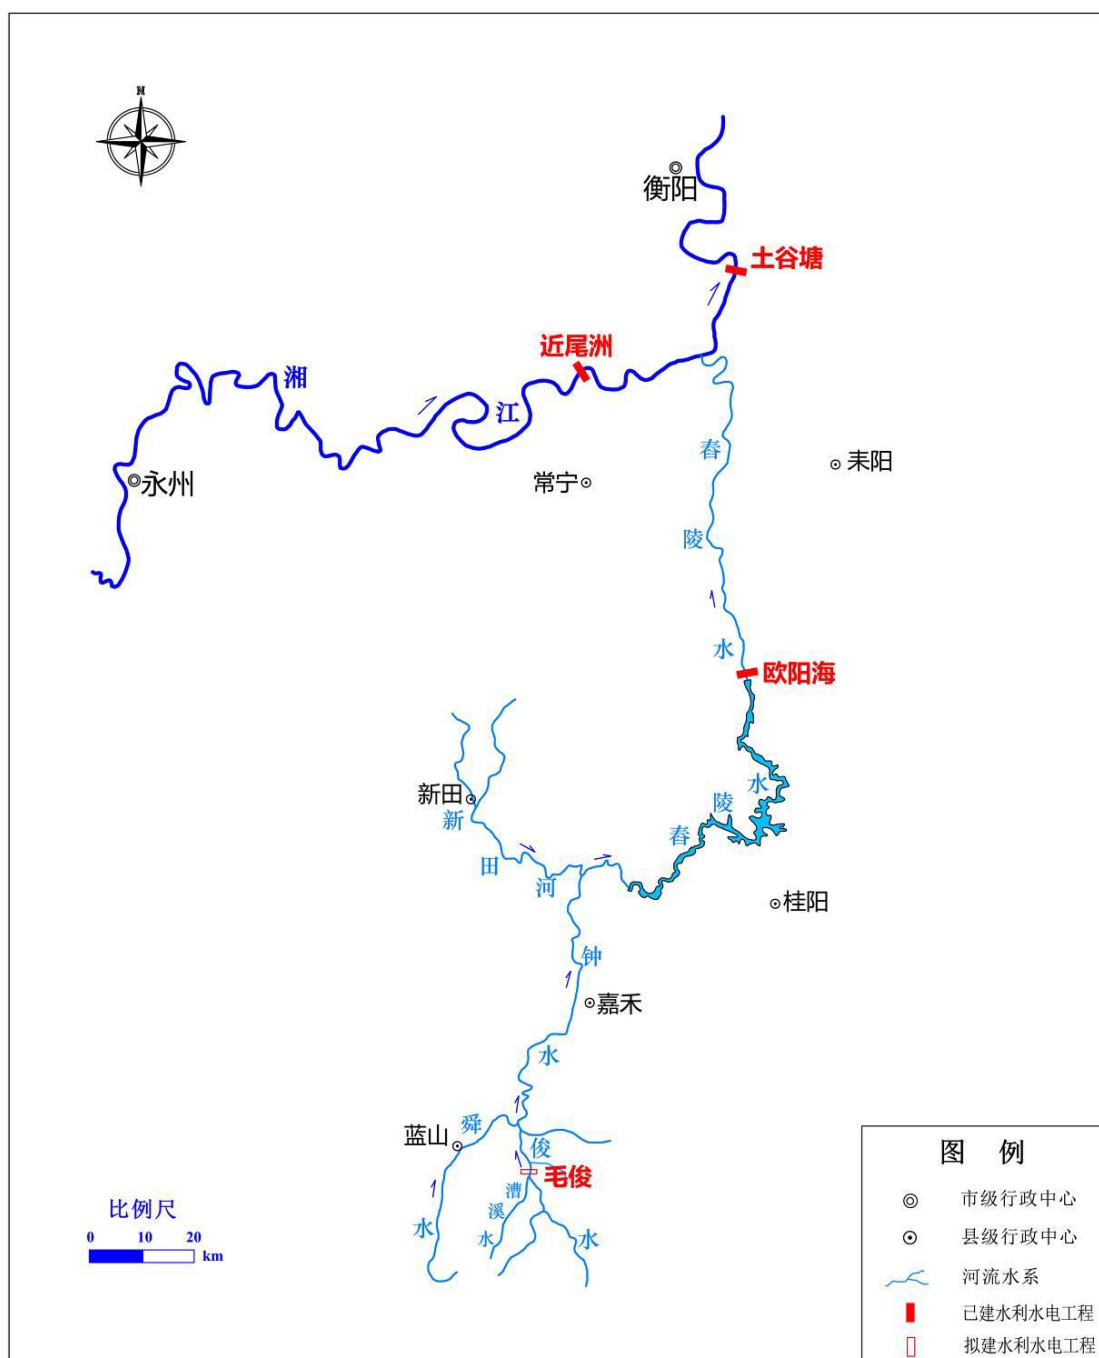 N
衡阳
土谷塘
近尾洲
湘
江
永州
常宁
耒阳
舂
陵
水
欧阳海
新田
新
田
河
舂
陵
水
桂阳
钟
嘉禾
水
舜
蓝山
俊
毛俊
漕
溪
水
水
水
比例尺
0 10 20
km
图 例
市级行政中心
县级行政中心
河流水系
已建水利水电工程
拟建水利水电工程